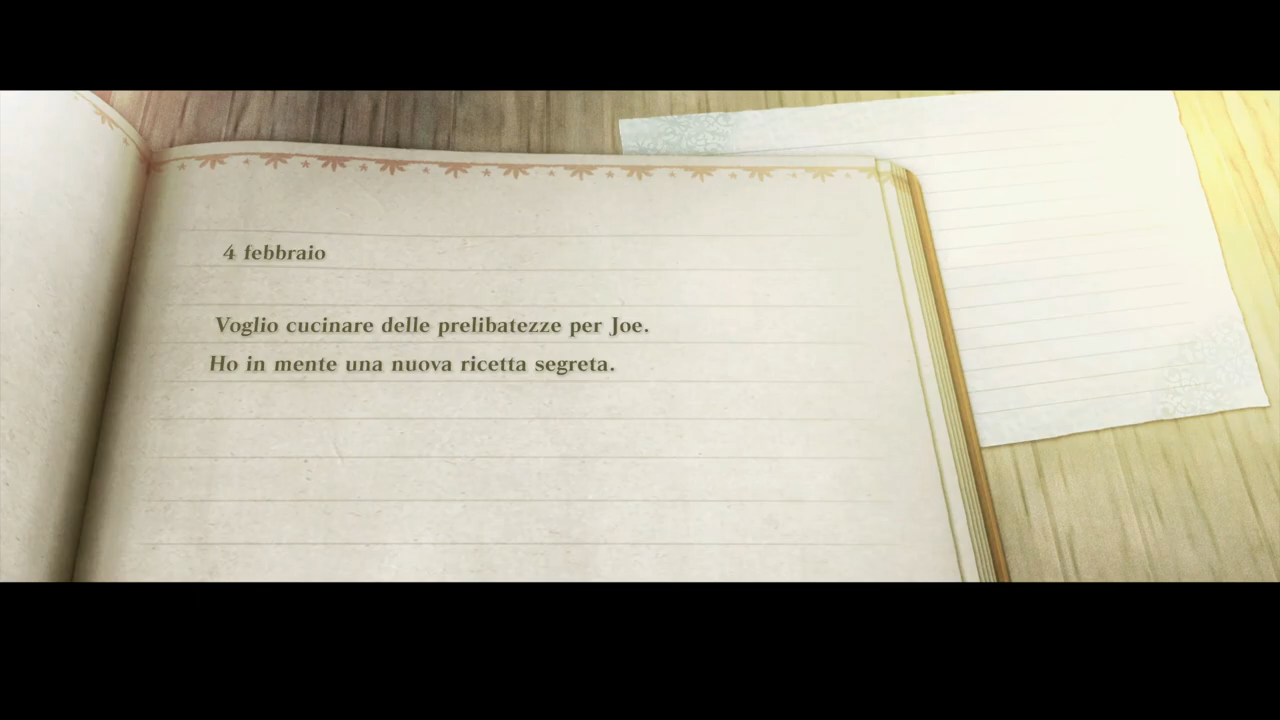 4 febbraio
Voglio cucinare delle prelibatezze per Joe.
Ho in mente una nuova ricetta segreta.